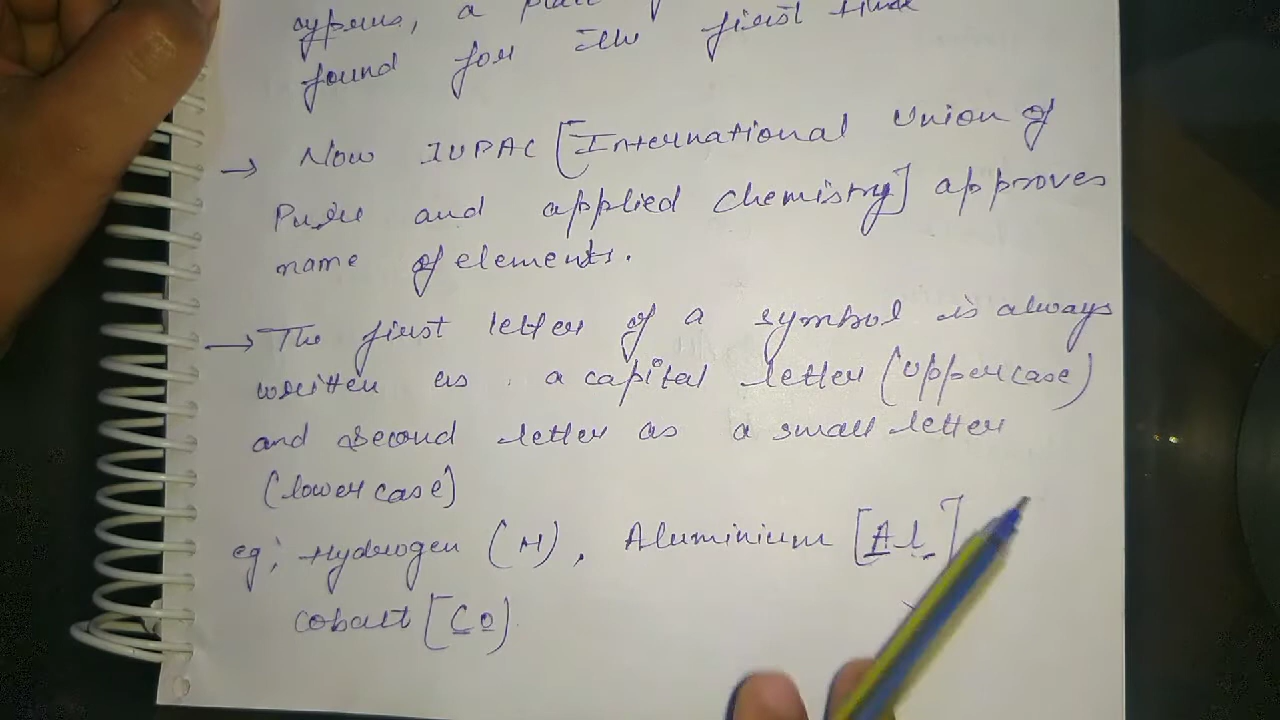 cyprus, a
found for the first time
→ Now IUPAC [International Union of
Pure and applied chemistry] approves
name of elements.
→ The first letter of a symbol is always
written as a capital letter (uppercase)
and second letter as a small letter
(lowercase)
eg; Hydrogen (H), Aluminium [Al]
cobalt [Co]